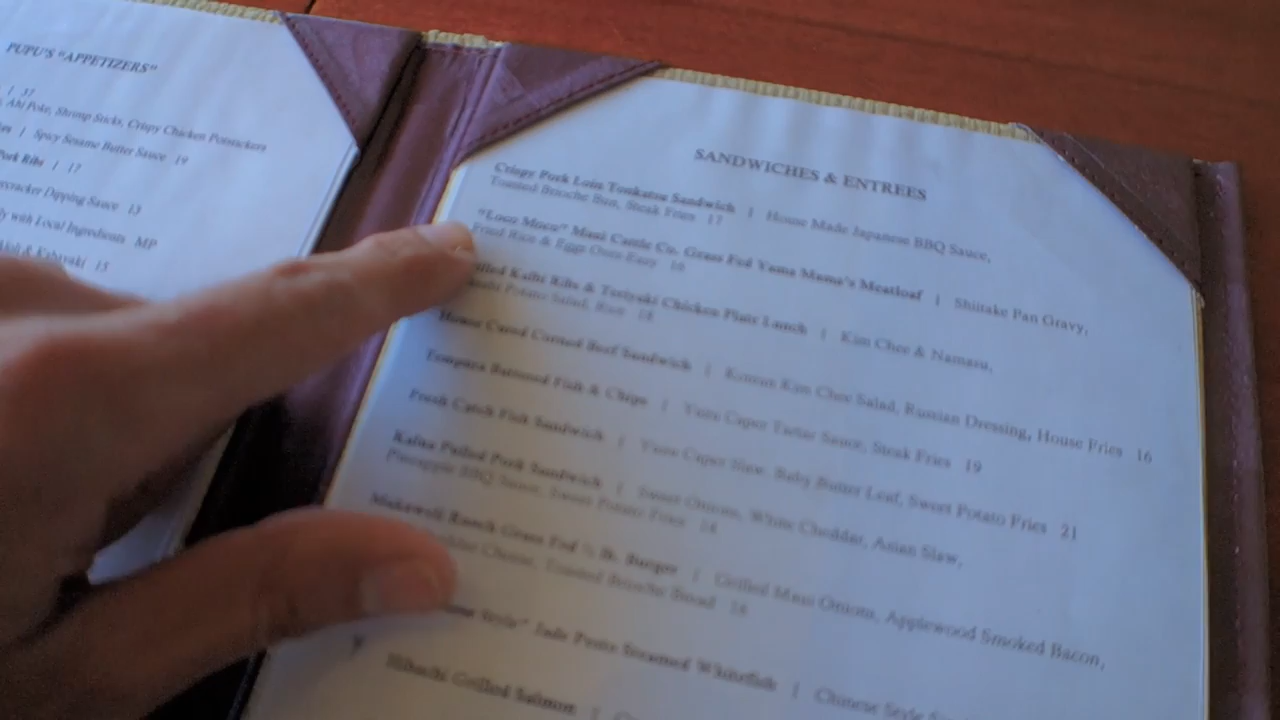 PUPU'S "APPETIZERS"
37
Ahi Poke, Shrimp Sticks, Crispy Chicken Potstickers
| Spicy Sesame Butter Sauce 19
Pork Ribs | 17
Firecracker Dipping Sauce 13
with Local Ingredients MP
Aioli & Kabayaki 15
SANDWICHES & ENTREES
Crispy Pork Loin Tonkatsu Sandwich | House Made Japanese BBQ Sauce,
Toasted Brioche Bun, Steak Fries 17
"Loco Moco" Maui Cattle Co. Grass Fed Yama Mama's Meatloaf | Shiitake Pan Gravy,
Fried Rice & Eggs Over Easy 16
Kalbi Ribs & Teriyaki Chicken Plate Lunch | Kim Chee & Namasu,
Potato Salad, Rice 18
House Cured Corned Beef Sandwich | Kim Chee Salad, Russian Dressing, House Fries 16
Tempura Battered Fish & Chips | Yuzu Caper Tartar Sauce, Steak Fries 19
Fresh Catch Fish Sandwich | Yuzu Caper Slaw, Baby Butter Leaf, Sweet Potato Fries 21
Kalua Pulled Pork Sandwich | Sweet Onions, White Cheddar, Asian Slaw,
Pineapple BBQ Sauce, Sweet Potato Fries 14
Makaweli Ranch Grass Fed lb. Burger | Grilled Maui Onions, Applewood Smoked Bacon,
Cheese, Toasted Brioche Bread 18
Style" Jade Pesto Steamed Whitefish | Chinese Style
Hibachi Grilled Salmon |